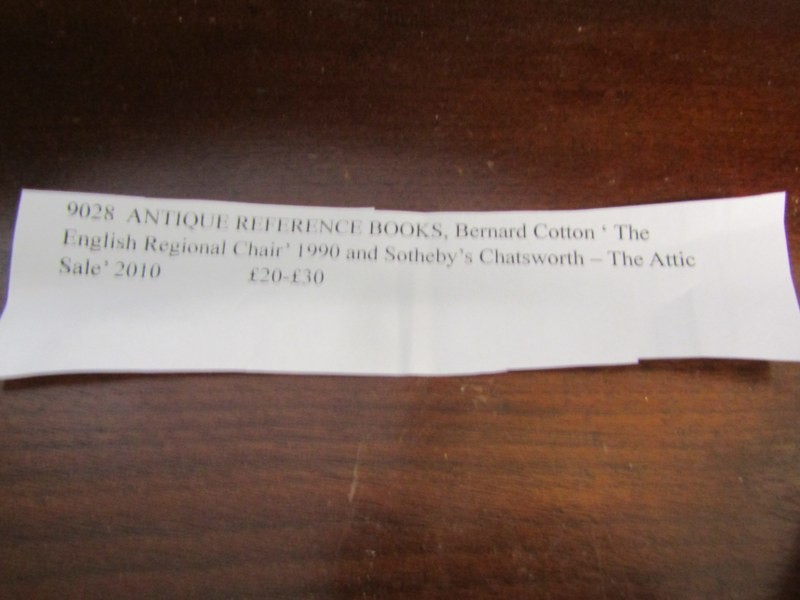 9028 ANTIQUE REFERENCE BOOKS, Bernard Cotton ‘ The
English Regional Chair’ 1990 and Sotheby’s Chatsworth – The Attic
Sale’ 2010 £20-£30